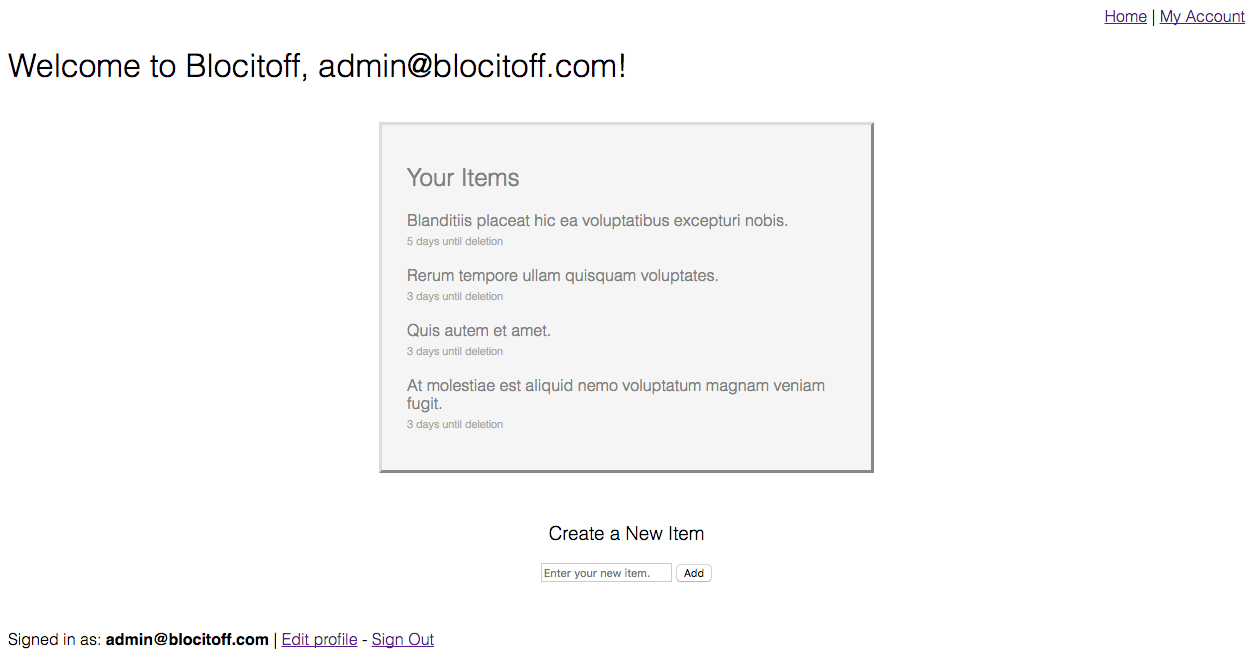 Home | My Account
Welcome to Blocitoff, admin@blocitoff.com!
Your Items
Blanditiis placeat hic ea voluptatibus excepturi nobis.
5 days until deletion
Rerum tempore ullam quisquam voluptates.
3 days until deletion
Quis autem et amet.
3 days until deletion
At molestiae est aliquid nemo voluptatum magnam veniam
fugit.
3 days until deletion
Create a New Item
Enter your new item. Add
Signed in as: admin@blocitoff.com | Edit profile - Sign Out